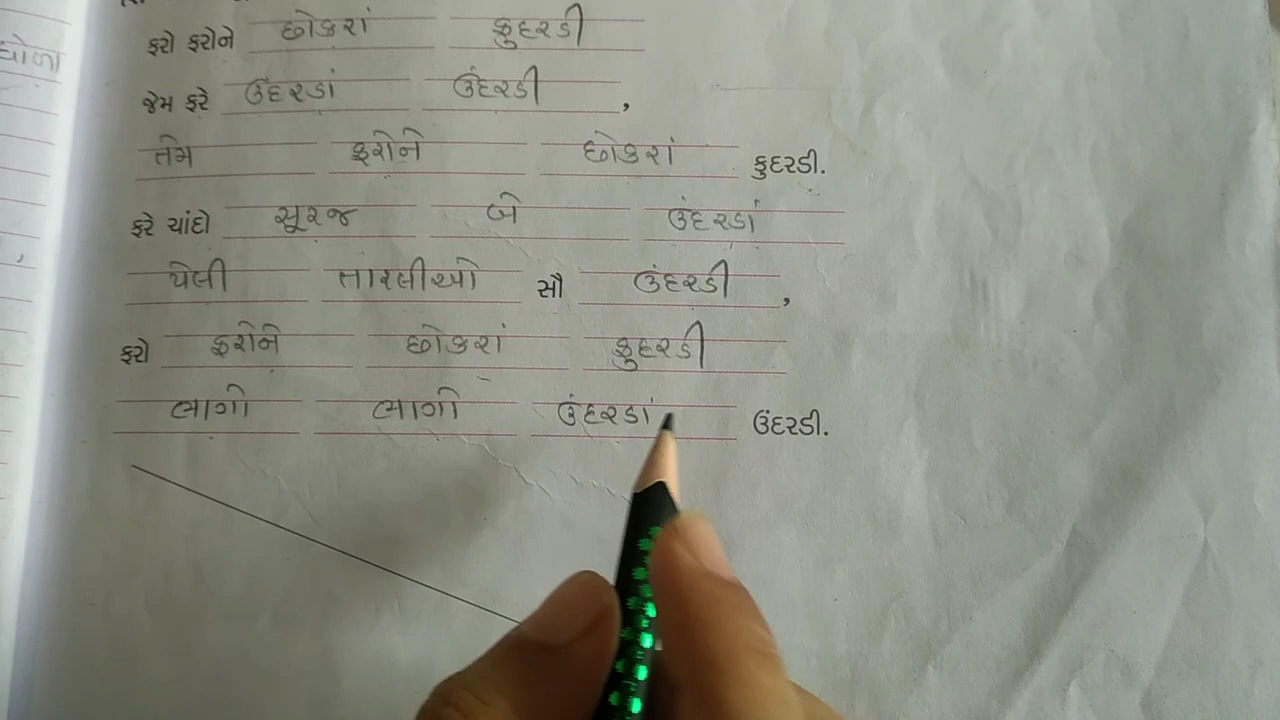 ફરો ફરોને છોકરાં ફુદરડી
જેમ ફરે ઉંદરડાં ઉંદરડી,
તેમ ફરોને છોકરાં ફુદરડી.
ફરે ચાંદો સૂરજ બે ઉંદરડાં
પેલી તારલીઓ સૌ ઉંદરડી,
ફરો ફરોને છોકરાં ફુદરડી
ભાગો ભાગો ઉંદરડાં ઉંદરડી.